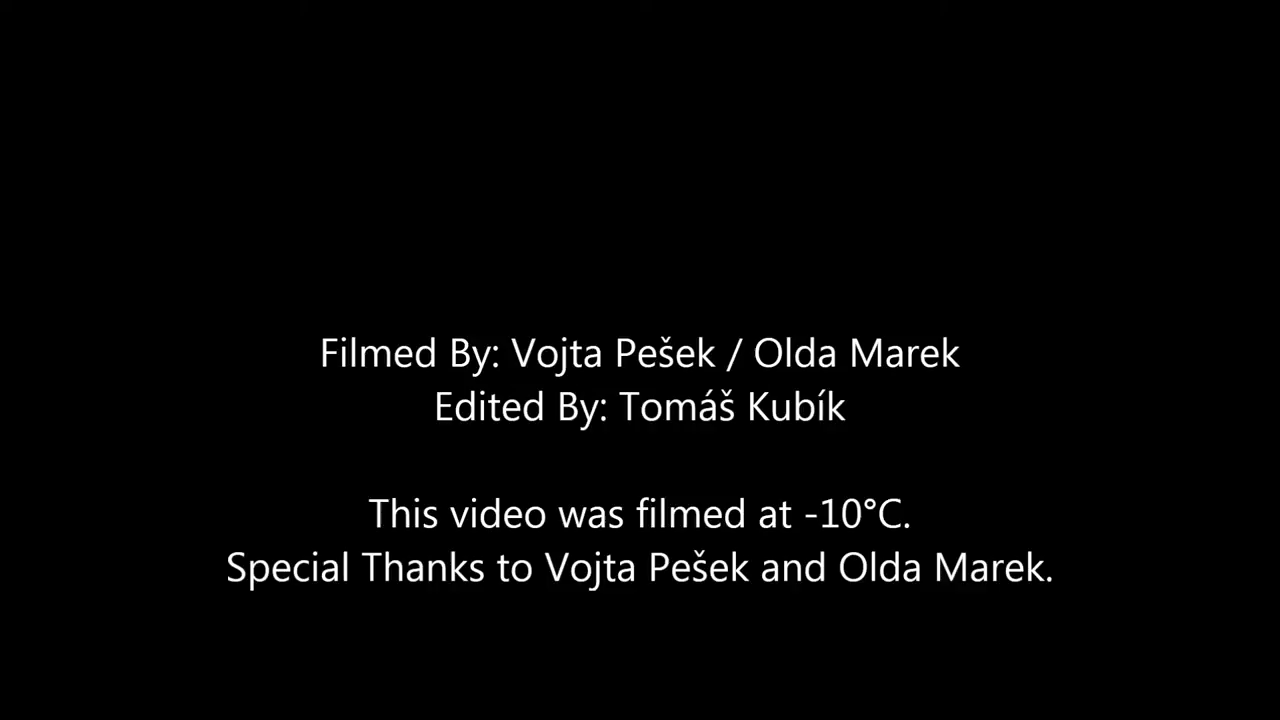 Filmed By: Vojta Pešek / Olda Marek
Edited By: Tomáš Kubík
This video was filmed at -10°C.
Special Thanks to Vojta Pešek and Olda Marek.